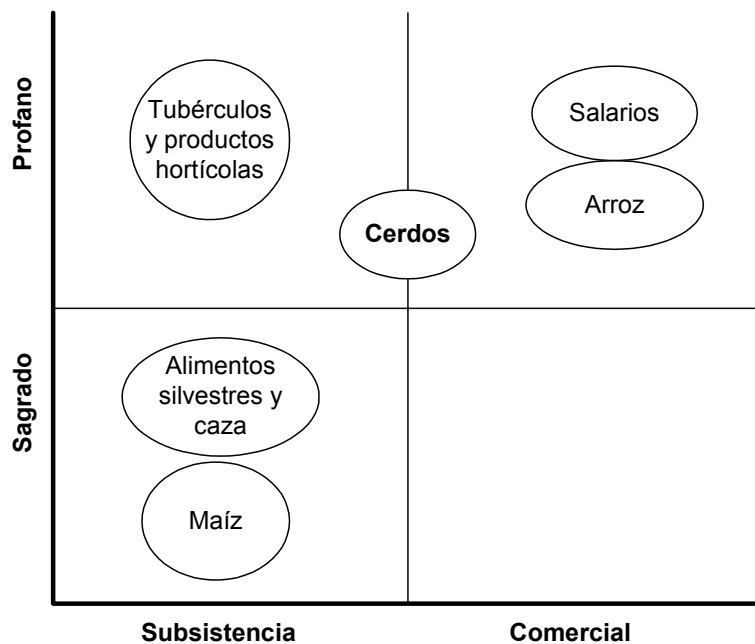 Profano
Tubérculos
y productos
hortícolas
Salarios
Arroz
Cerdos
Sagrado
Alimentos
silvestres y
caza
Maíz
Subsistencia
Comercial